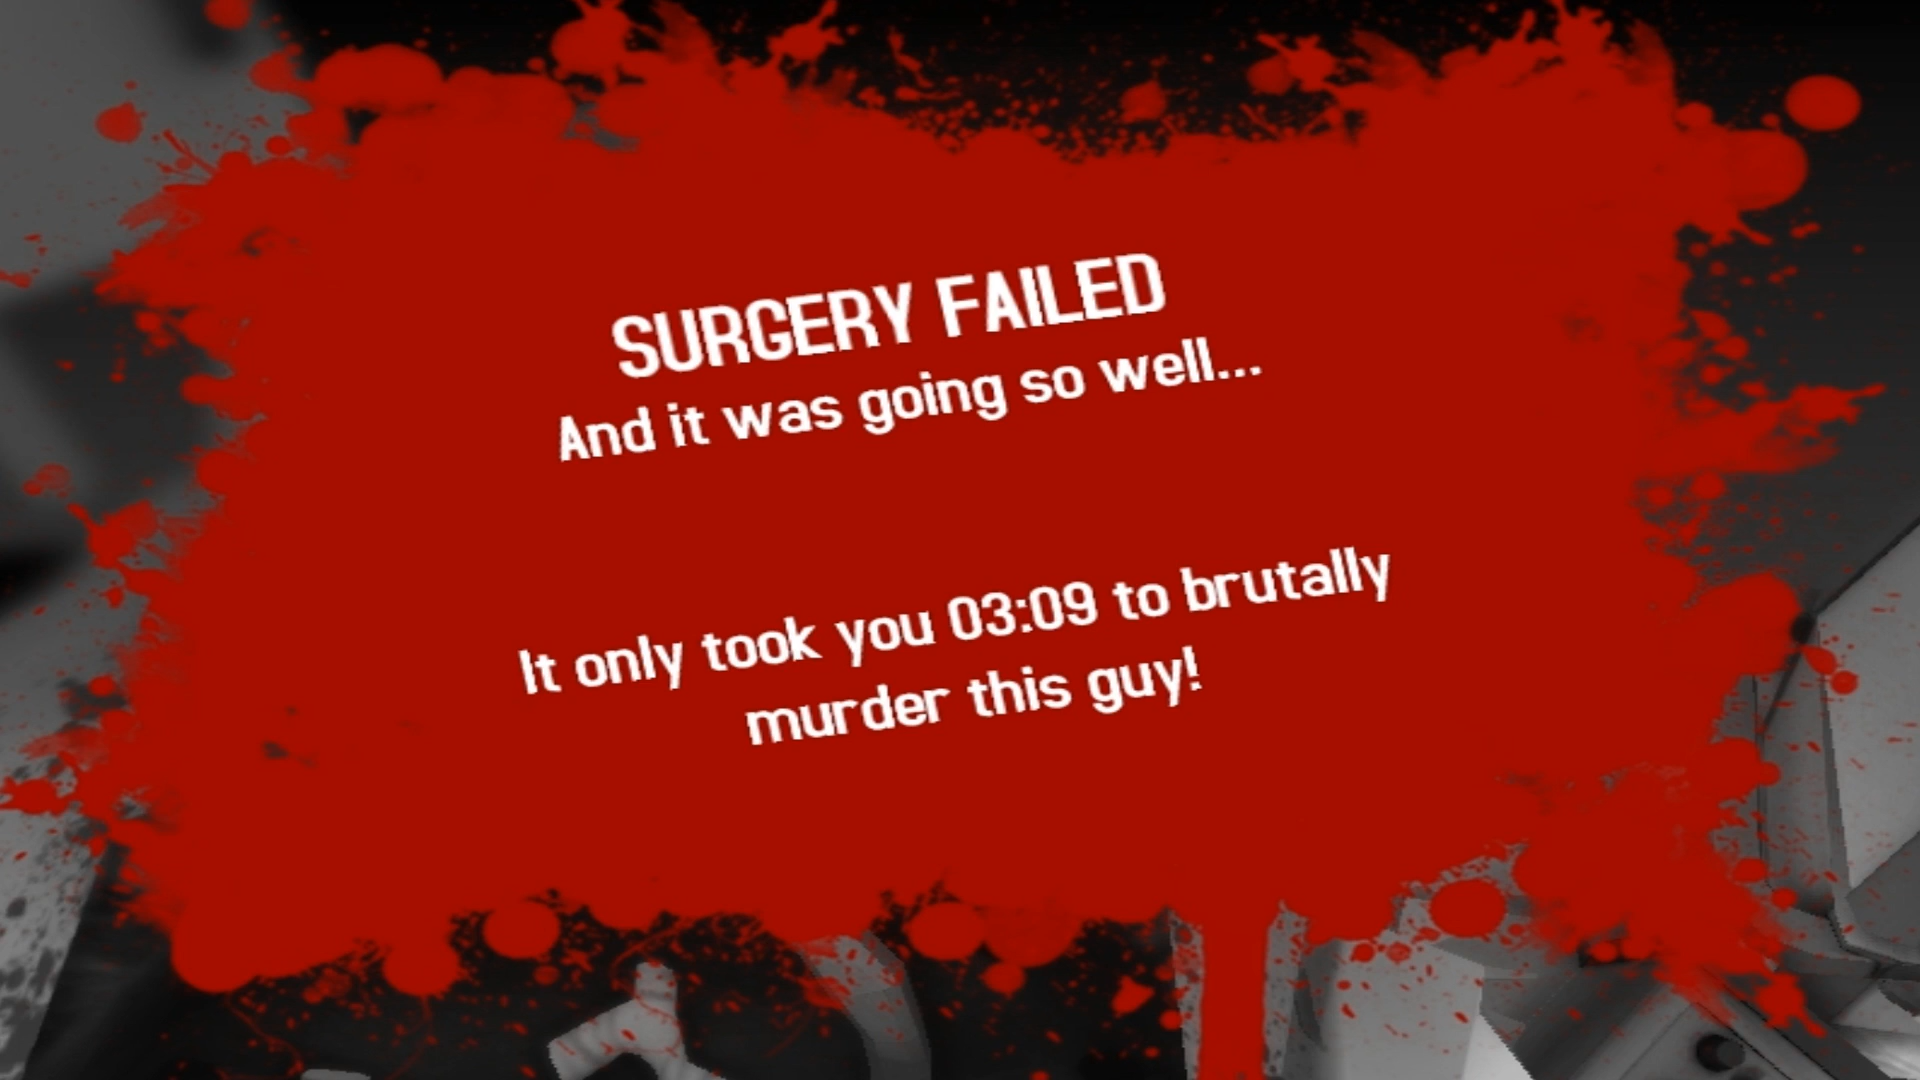 SURGERY FAILED
And it was going so well...
It only took you 03:09 to brutally
murder this guy!